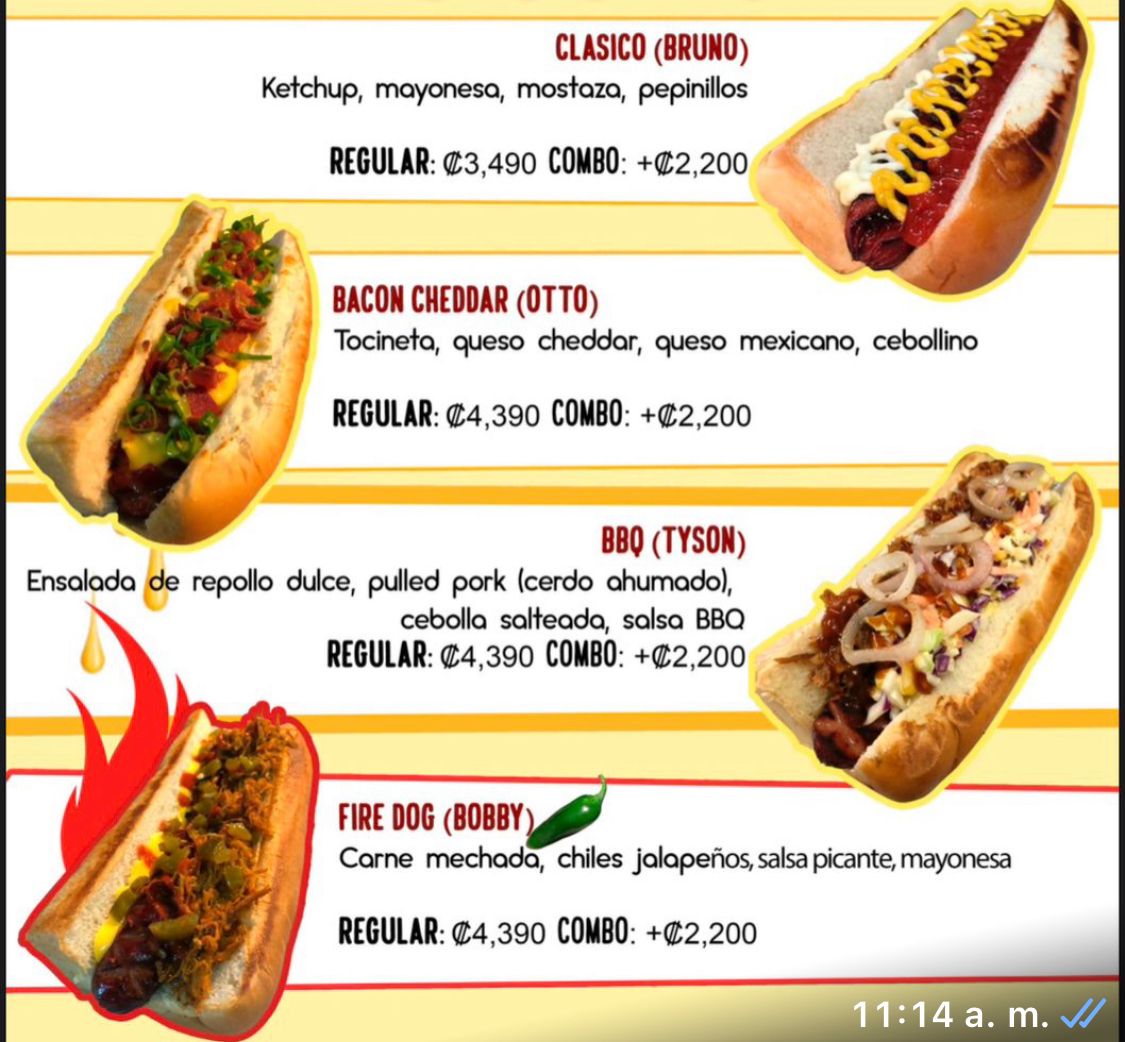 CLASICO (BRUNO)
Ketchup, mayonesa, mostaza, pepinillos
REGULAR: ₡3,490 COMBO: +₡2,200
BACON CHEDDAR (OTTO)
Tocineta, queso cheddar, queso mexicano, cebollino
REGULAR: ₡4,390 COMBO: +₡2,200
BBQ (TYSON)
Ensalada de repollo dulce, pulled pork (cerdo ahumado),
cebolla salteada, salsa BBQ
REGULAR: ₡4,390 COMBO: +₡2,200
FIRE DOG (BOBBY)
Carne mechada, chiles jalapeños, salsa picante, mayonesa
REGULAR: ₡4,390 COMBO: +₡2,200
11:14 a. m.